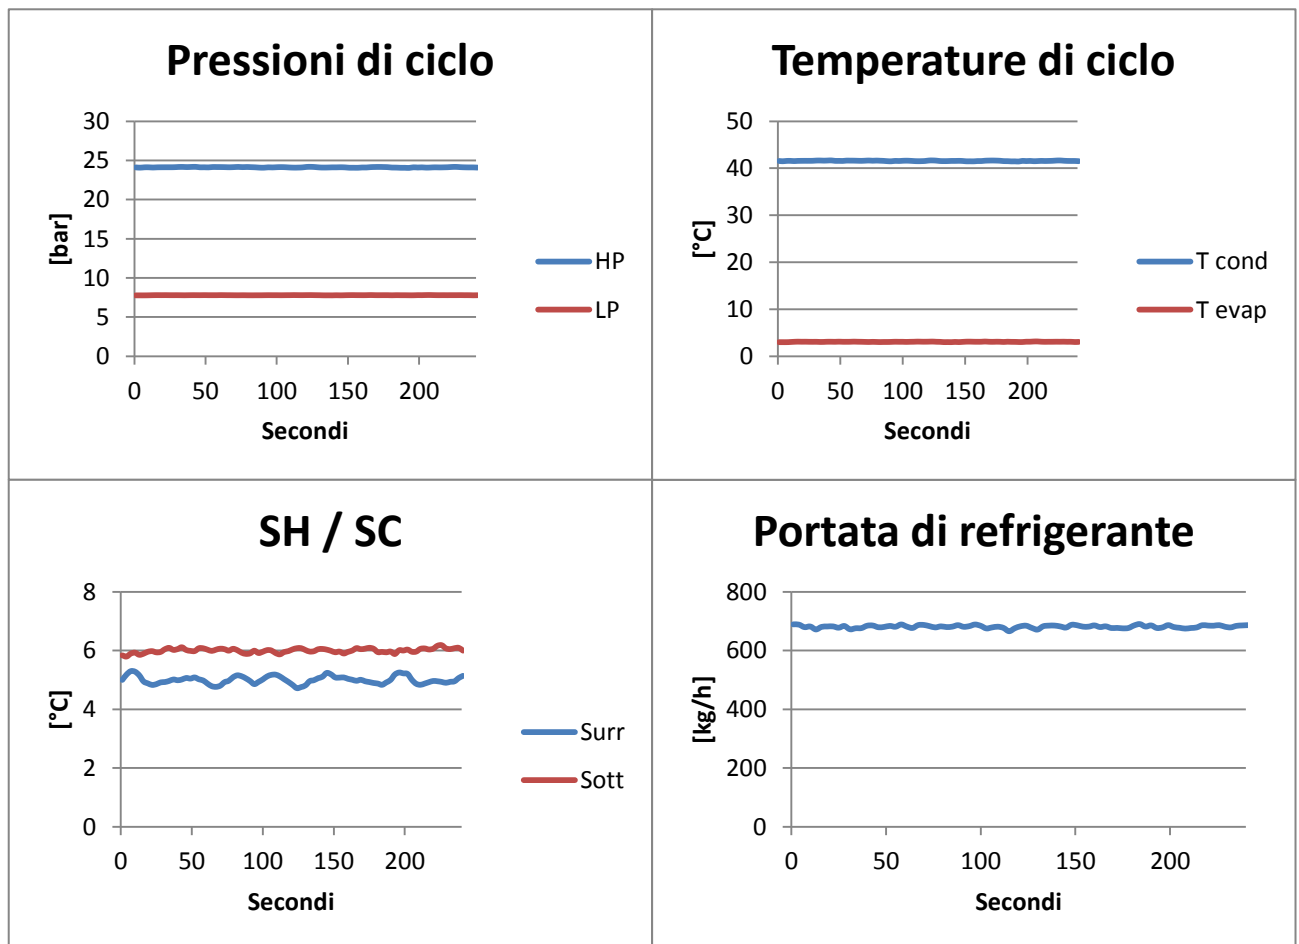 Pressioni di ciclo
30
25
20
15
10
5
0
[bar]
0 50 100 150 200
Secondi
HP
LP
Temperature di ciclo
50
40
30
20
10
0
[°C]
0 50 100 150 200
Secondi
T cond
T evap
SH / SC
8
6
4
2
0
[°C]
0 50 100 150 200
Secondi
Surr
Sott
Portata di refrigerante
800
600
400
200
0
[kg/h]
0 50 100 150 200
Secondi